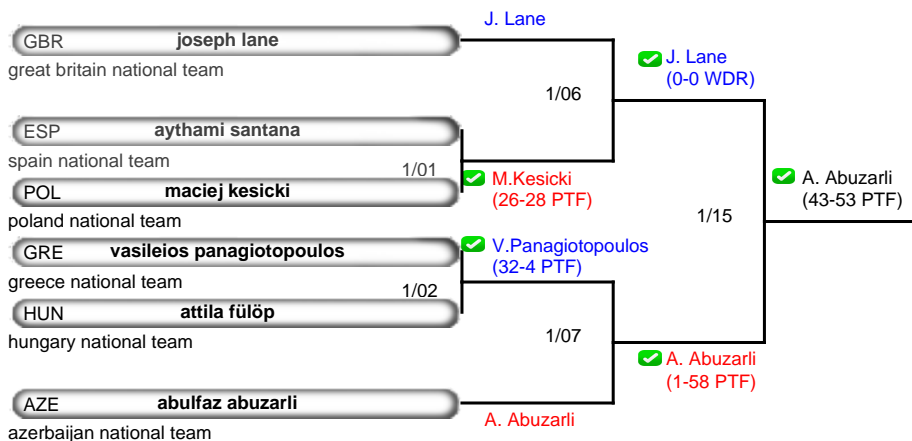 J. Lane
GBR joseph lane
great britain national team
J. Lane
(0-0 WDR)
1/06
ESP aythami santana
spain national team
1/01
M.Kesicki
(26-28 PTF)
A. Abuzarli
(43-53 PTF)
POL maciej kesicki
poland national team
1/15
GRE vasileios panagiotopoulos
V.Panagiotopoulos
(32-4 PTF)
greece national team
1/02
HUN attila fülöp
hungary national team
1/07
A. Abuzarli
(1-58 PTF)
AZE abulfaz abuzarli
A. Abuzarli
azerbaijan national team